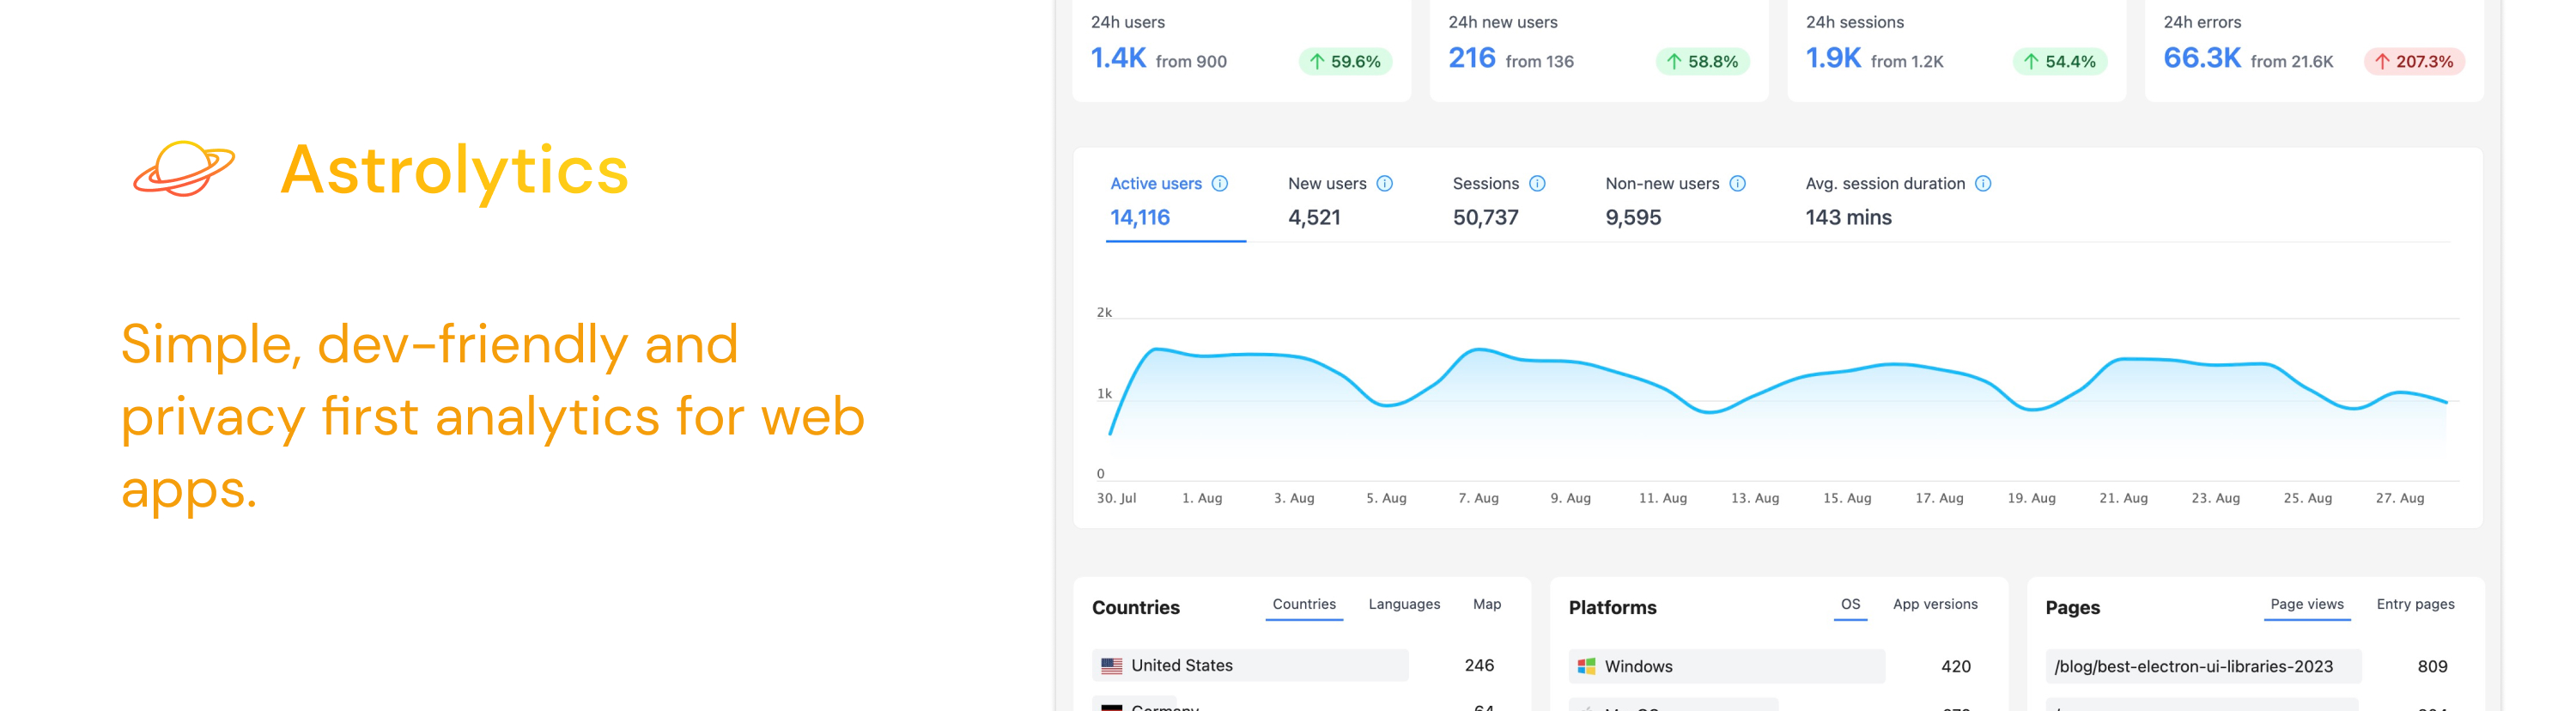 Astrolytics
Simple, dev-friendly and
privacy first analytics for web
apps.
24h users
1.4K from 900 ↑ 59.6%
24h new users
216 from 136 ↑ 58.8%
24h sessions
1.9K from 1.2K ↑ 54.4%
24h errors
66.3K from 21.6K ↑ 207.3%
Active users
14,116
New users
4,521
Sessions
50,737
Non-new users
9,595
Avg. session duration
143 mins
2k
1k
0
30. Jul 1. Aug 3. Aug 5. Aug 7. Aug 9. Aug 11. Aug 13. Aug 15. Aug 17. Aug 19. Aug 21. Aug 23. Aug 25. Aug 27. Aug
Countries Countries Languages Map
United States 246
Germany 64
Platforms OS App versions
Windows 420
Pages Page views Entry pages
/blog/best-electron-ui-libraries-2023 809